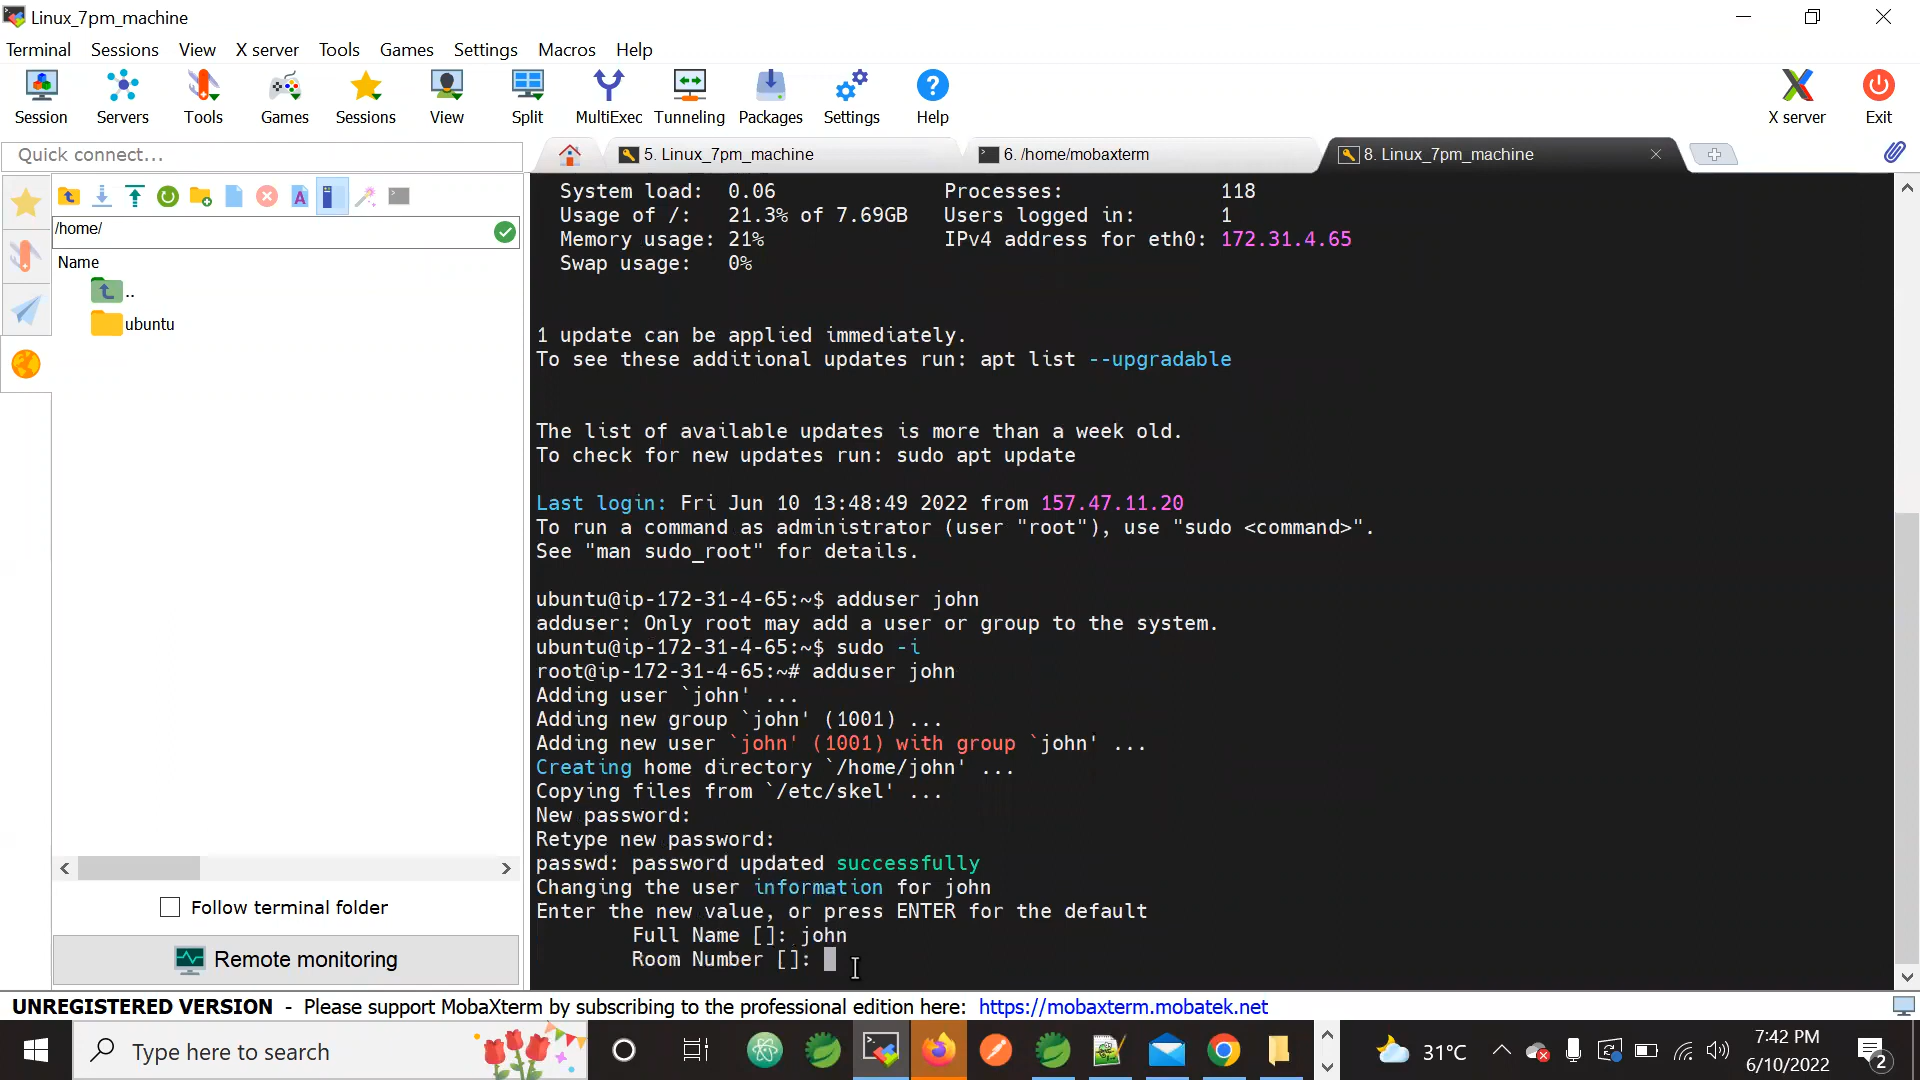 Linux_7pm_machine
Terminal Sessions View X server Tools Games Settings Macros Help
Session Servers Tools Games Sessions View Split MultiExec Tunneling Packages Settings Help X server Exit
Quick connect...
5. Linux_7pm_machine
6. /home/mobaxterm
8. Linux_7pm_machine
/home/
Name
..
ubuntu
Follow terminal folder
Remote monitoring
System load: 0.06 Processes: 118
Usage of /: 21.3% of 7.69GB Users logged in: 1
Memory usage: 21% IPv4 address for eth0: 172.31.4.65
Swap usage: 0%
1 update can be applied immediately.
To see these additional updates run: apt list --upgradable
The list of available updates is more than a week old.
To check for new updates run: sudo apt update
Last login: Fri Jun 10 13:48:49 2022 from 157.47.11.20
To run a command as administrator (user "root"), use "sudo <command>".
See "man sudo_root" for details.
ubuntu@ip-172-31-4-65:~$ adduser john
adduser: Only root may add a user or group to the system.
ubuntu@ip-172-31-4-65:~$ sudo -i
root@ip-172-31-4-65:~# adduser john
Adding user `john' ...
Adding new group `john' (1001) ...
Adding new user `john' (1001) with group `john' ...
Creating home directory `/home/john' ...
Copying files from `/etc/skel' ...
New password:
Retype new password:
passwd: password updated successfully
Changing the user information for john
Enter the new value, or press ENTER for the default
Full Name []: john
Room Number []:
UNREGISTERED VERSION - Please support MobaXterm by subscribing to the professional edition here: https://mobaxterm.mobatek.net
Type here to search
31°C
7:42 PM
6/10/2022
2